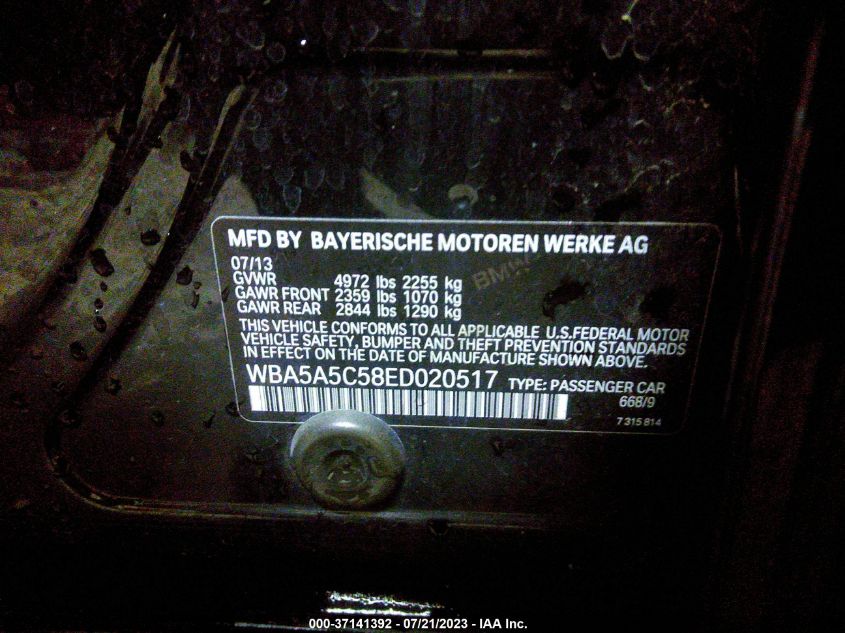 MFD BY BAYERISCHE MOTOREN WERKE AG
07/13
GVWR 4972 lbs 2255 kg
GAWR FRONT 2359 lbs 1070 kg
GAWR REAR 2844 lbs 1290 kg
BMW
THIS VEHICLE CONFORMS TO ALL APPLICABLE U.S.FEDERAL MOTOR
VEHICLE SAFETY, BUMPER AND THEFT PREVENTION STANDARDS
IN EFFECT ON THE DATE OF MANUFACTURE SHOWN ABOVE.
WBA5A5C58ED020517 TYPE: PASSENGER CAR
668/9
7 315 814
000-37141392 - 07/21/2023 - IAA Inc.